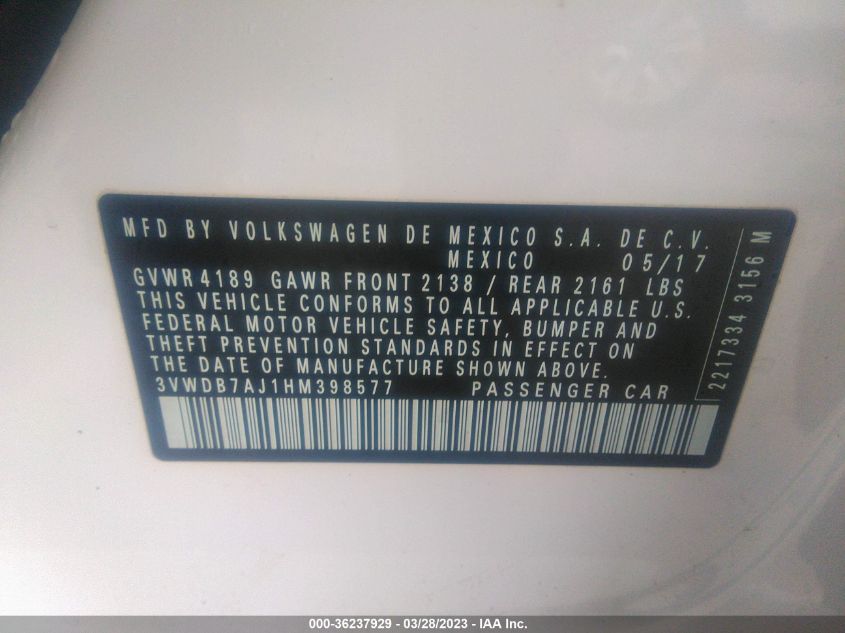 MFD BY VOLKSWAGEN DE MEXICO S.A. DE C.V.
MEXICO 05/17
GVWR 4189 GAWR FRONT 2138 / REAR 2161 LBS
THIS VEHICLE CONFORMS TO ALL APPLICABLE U.S.
FEDERAL MOTOR VEHICLE SAFETY, BUMPER AND
THEFT PREVENTION STANDARDS IN EFFECT ON
THE DATE OF MANUFACTURE SHOWN ABOVE.
3VWDB7AJ1HM398577 PASSENGER CAR
2217334 3156 M
000-36237929 - 03/28/2023 - IAA Inc.